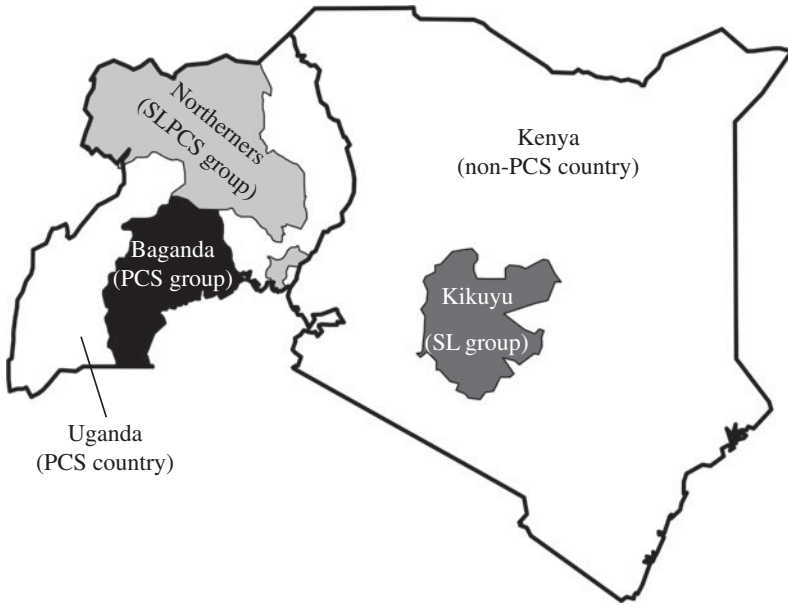 Northerners
(SLPCS group)
Kenya
(non-PCS country)
Baganda
(PCS group)
Kikuyu
(SL group)
Uganda
(PCS country)